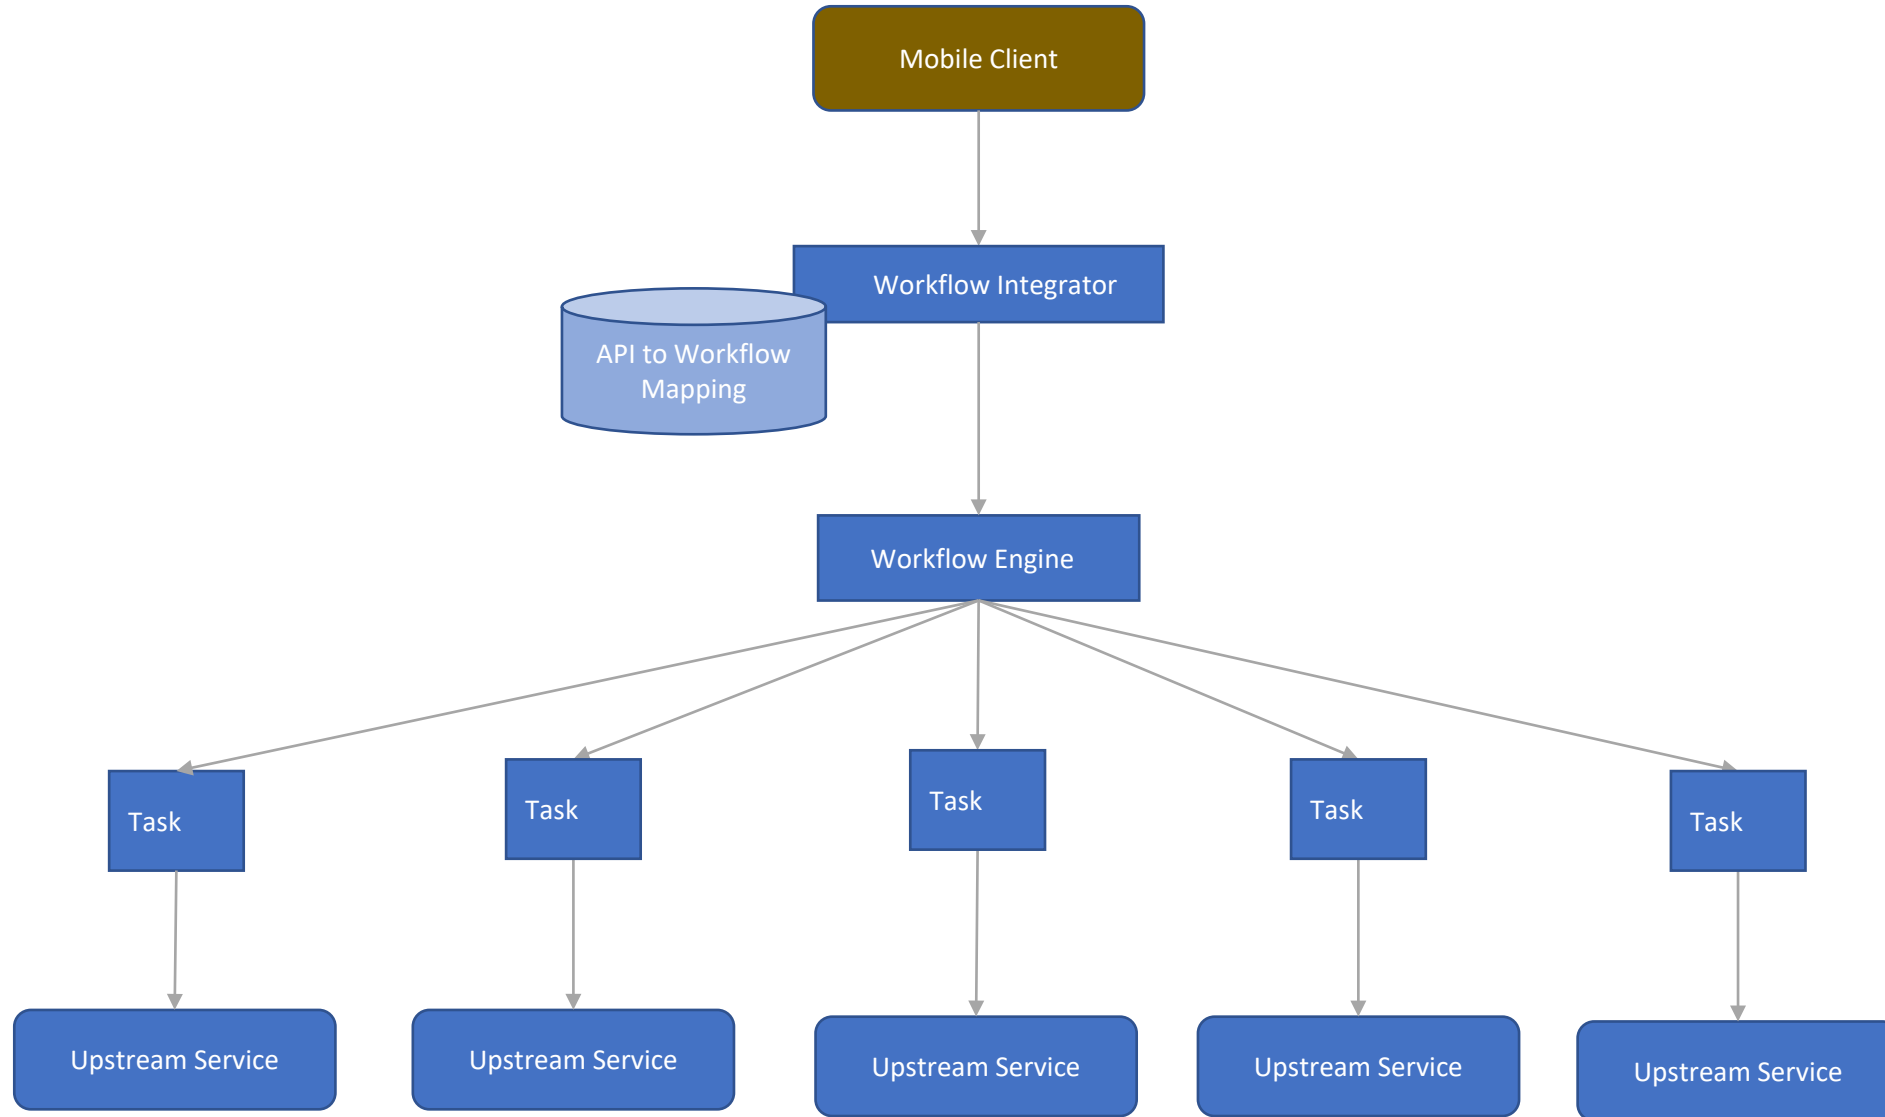 Mobile Client
Workflow Integrator
API to Workflow
Mapping
Workflow Engine
Task
Task
Task
Task
Task
Upstream Service
Upstream Service
Upstream Service
Upstream Service
Upstream Service